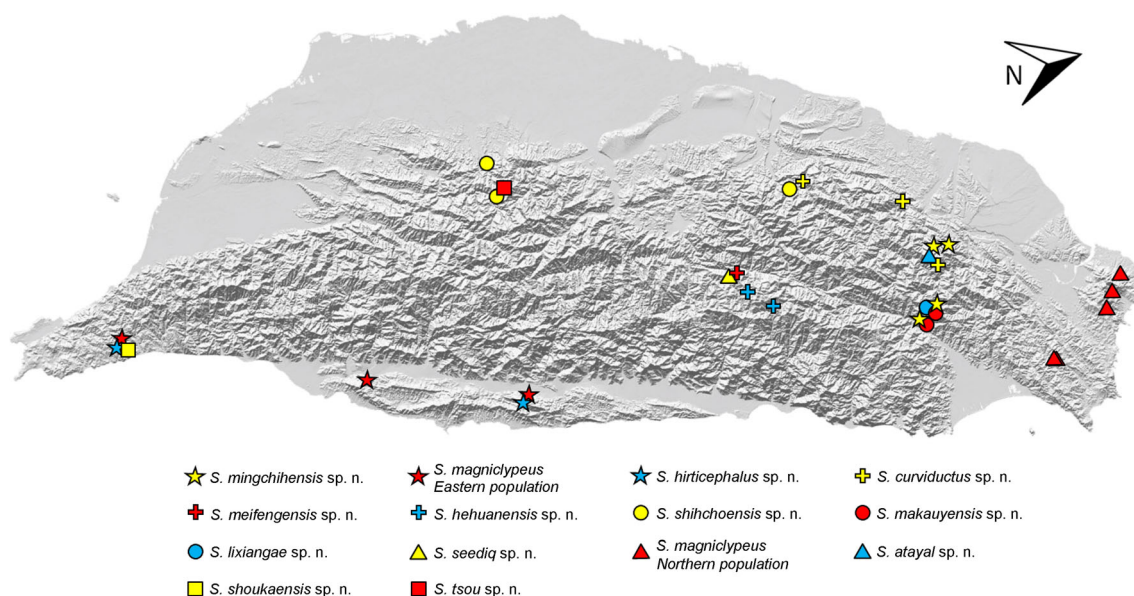 N
S. mingchihensis sp. n.
S. magniclypeus
Eastern population
S. hirticephalus sp. n.
S. curviductus sp. n.
S. meifengensis sp. n.
S. hehuanensis sp. n.
S. shihchoensis sp. n.
S. makauyensis sp. n.
S. lixiangae sp. n.
S. seediq sp. n.
S. magniclypeus
Northern population
S. atayal sp. n.
S. shoukaensis sp. n.
S. tsou sp. n.